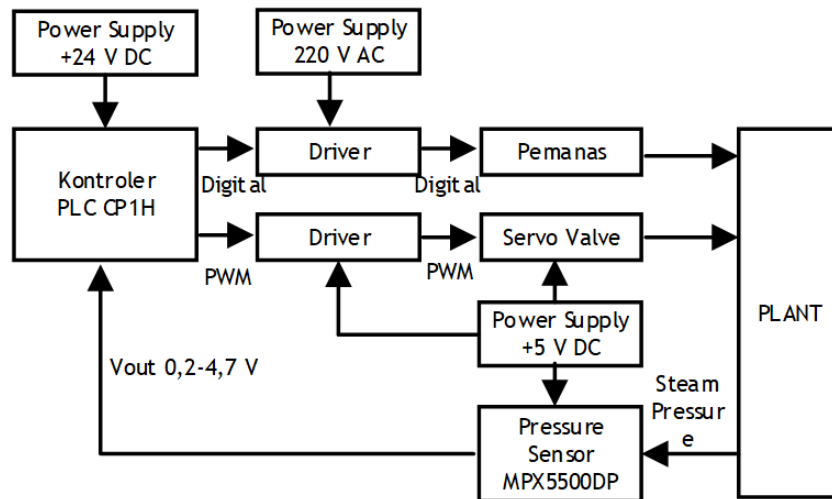 Power Supply
+24 V DC
Power Supply
220 V AC
Kontroler
PLC CP1H
Digital
Driver
Digital
Pemanas
PWM
Driver
PWM
Servo Valve
PLANT
Power Supply
+5 V DC
Vout 0,2-4,7 V
Steam
Pressur
e
Pressure
Sensor
MPX5500DP